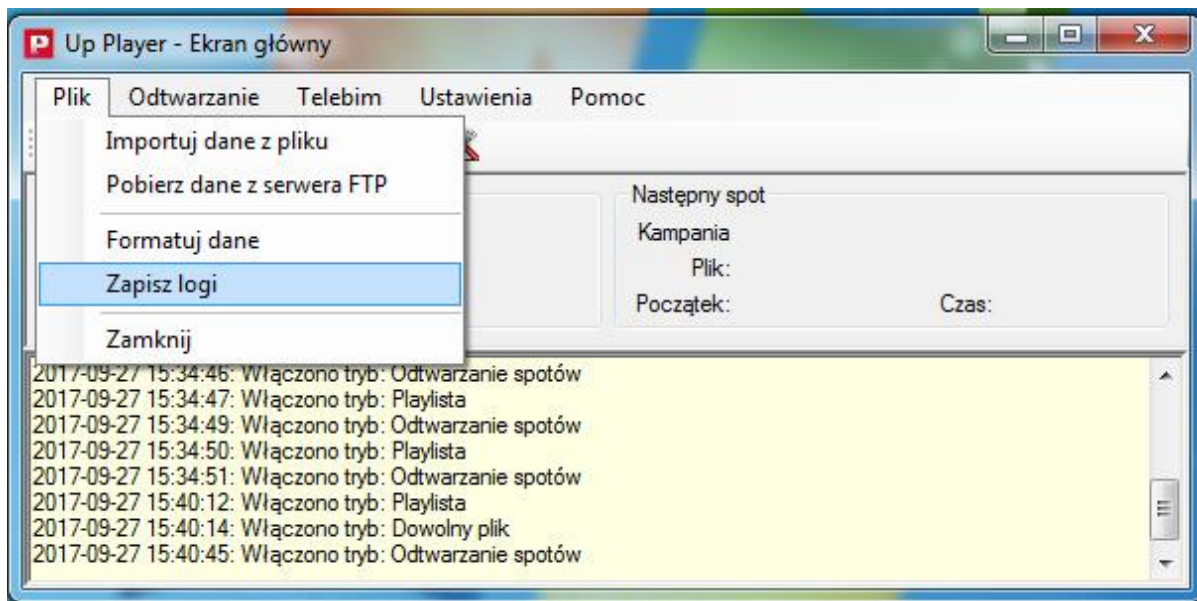 Up Player - Ekran główny
Plik Odtwarzanie Telebim Ustawienia Pomoc
Importuj dane z pliku
Pobierz dane z serwera FTP
Formatuj dane
Zapisz logi
Zamknij
Następny spot
Kampania
Plik:
Początek: Czas:
2017-09-27 15:34:46: Włączono tryb: Odtwarzanie spotów
2017-09-27 15:34:47: Włączono tryb: Playlista
2017-09-27 15:34:49: Włączono tryb: Odtwarzanie spotów
2017-09-27 15:34:50: Włączono tryb: Playlista
2017-09-27 15:34:51: Włączono tryb: Odtwarzanie spotów
2017-09-27 15:40:12: Włączono tryb: Playlista
2017-09-27 15:40:14: Włączono tryb: Dowolny plik
2017-09-27 15:40:45: Włączono tryb: Odtwarzanie spotów